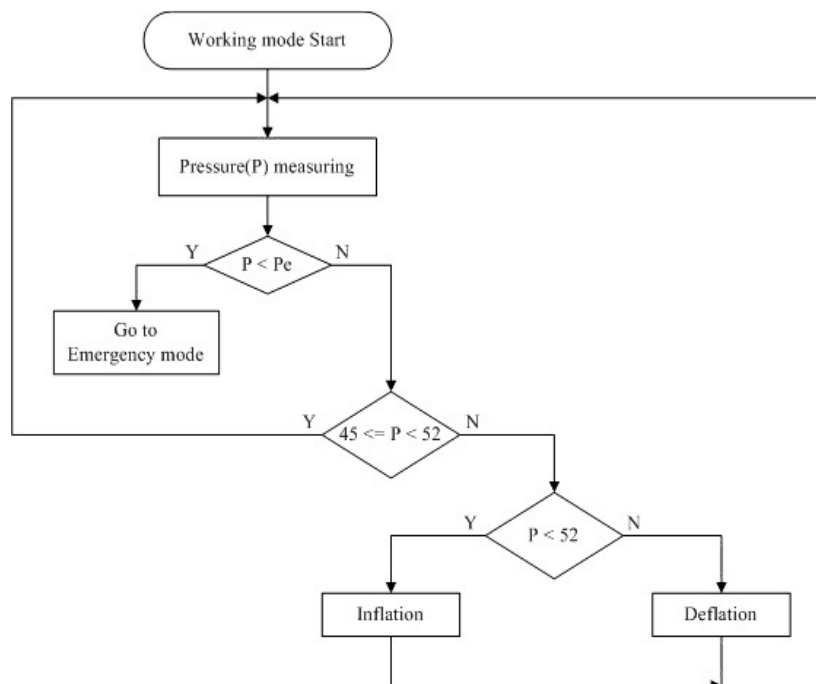 Working mode Start
Pressure(P) measuring
Y
P < Pe
N
Go to
Emergency mode
Y
45 <= P < 52
N
Y
P < 52
N
Inflation
Deflation